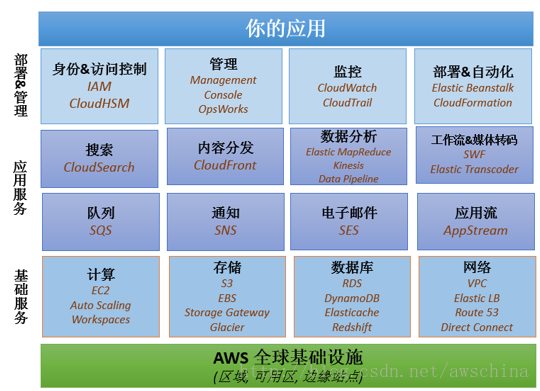 你的应用
部署&管理
身份&访问控制
IAM
CloudHSM
管理
Management
Console
OpsWorks
监控
CloudWatch
CloudTrail
部署&自动化
Elastic Beanstalk
CloudFormation
应用服务
搜索
CloudSearch
内容分发
CloudFront
数据分析
Elastic MapReduce
Kinesis
Data Pipeline
工作流&媒体转码
SWF
Elastic Transcoder
队列
SQS
通知
SNS
电子邮件
SES
应用流
AppStream
基础服务
计算
EC2
Auto Scaling
Workspaces
存储
S3
EBS
Storage Gateway
Glacier
数据库
RDS
DynamoDB
Elasticache
Redshift
网络
VPC
Elastic LB
Route 53
Direct Connect
AWS 全球基础设施
(区域, 可用区, 边缘站点)
http://blog.csdn.net/awschina